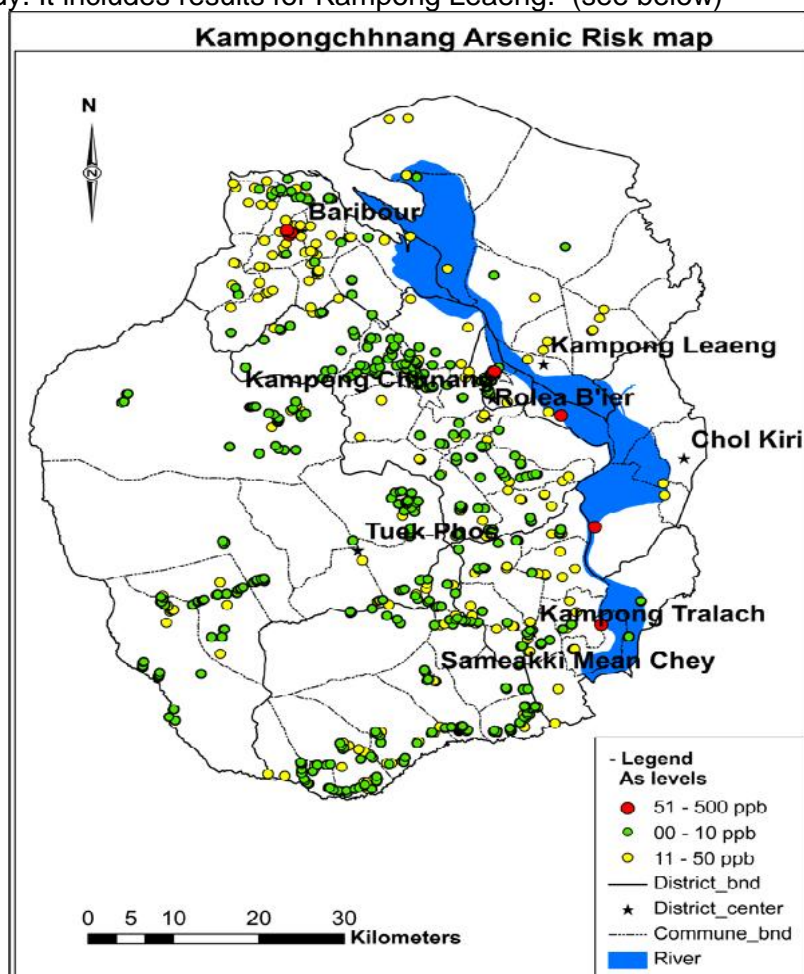 dy. It includes results for Kampong Leaeng. (see below)
Kampongchhnang Arsenic Risk map
N
Baribour
Kampong Leaeng
Kampong Chhnang
Rolea B'ier
Chol Kiri
Tuek Phos
Kampong Tralach
Sameakki Mean Chey
- Legend
As levels
51 - 500 ppb
00 - 10 ppb
11 - 50 ppb
District_bnd
District_center
Commune_bnd
River
0 5 10 20 30
Kilometers